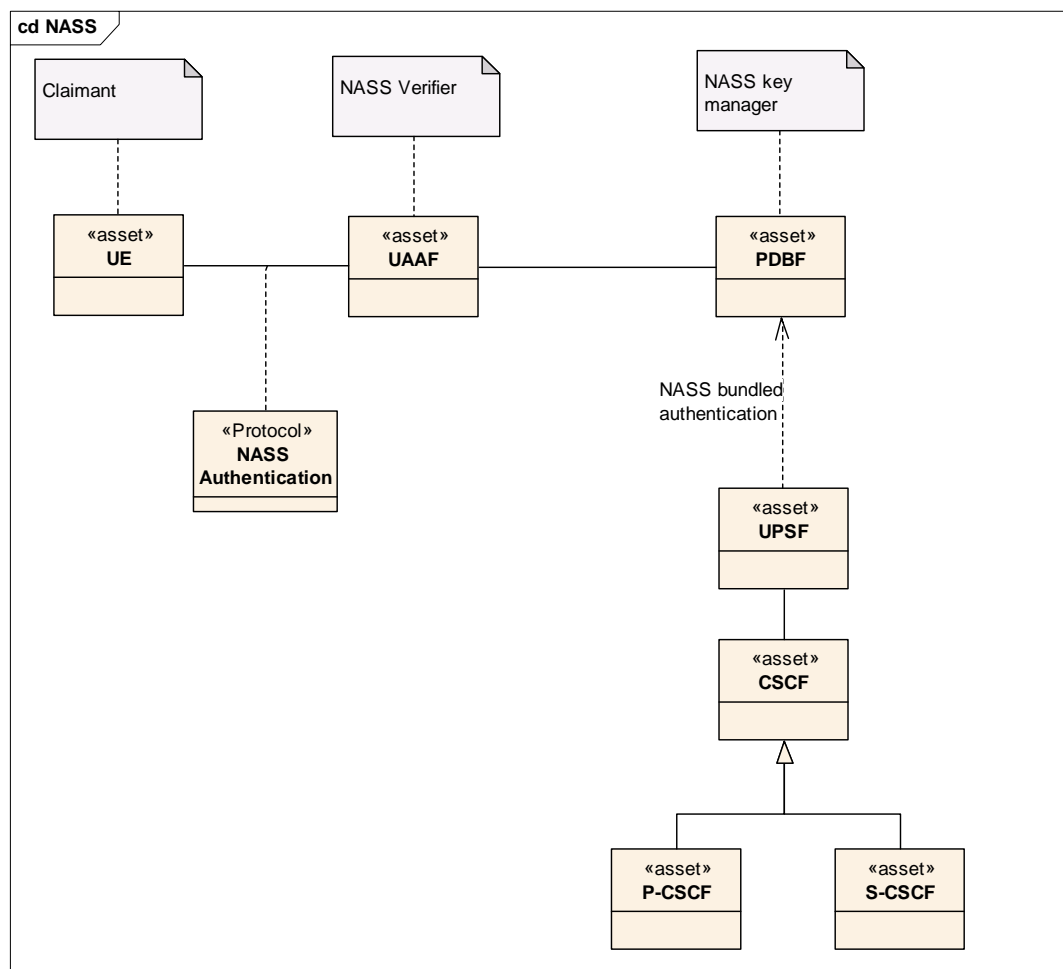 cd NASS
Claimant
NASS Verifier
NASS key
manager
«asset»
UE
«asset»
UAAF
«asset»
PDBF
NASS bundled
authentication
«Protocol»
NASS
Authentication
«asset»
UPSF
«asset»
CSCF
«asset»
P-CSCF
«asset»
S-CSCF